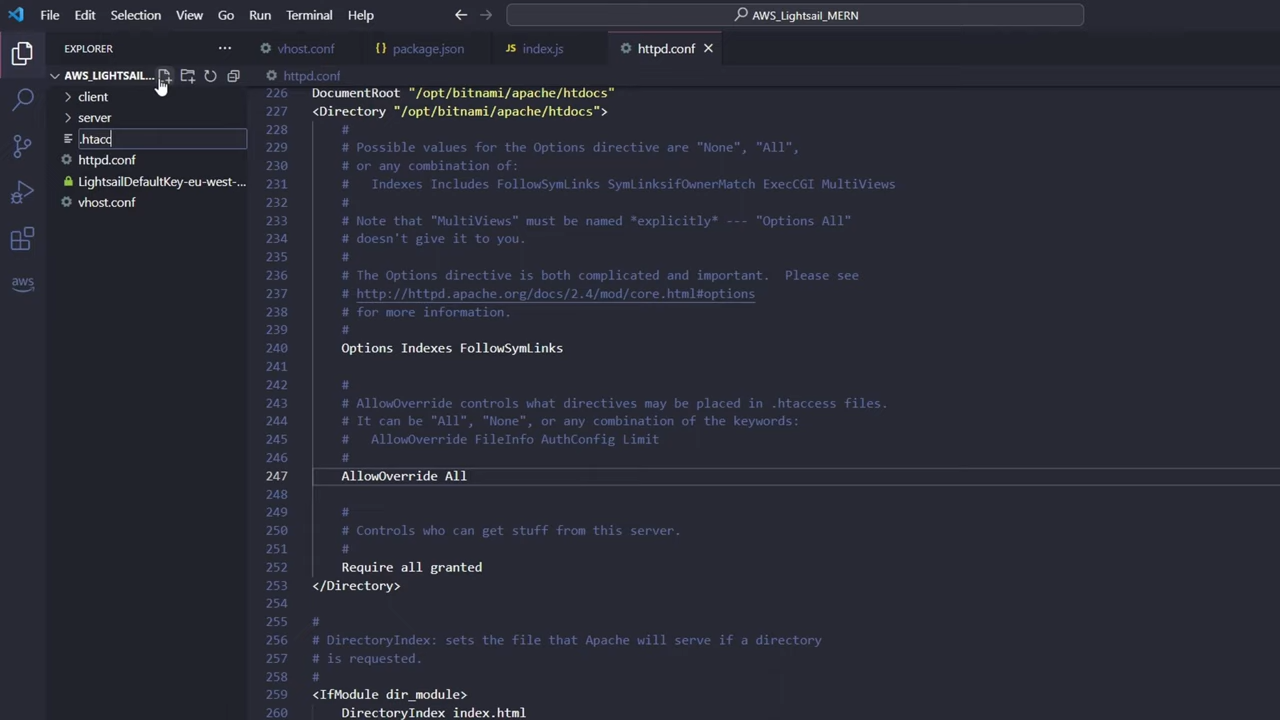 File Edit Selection View Go Run Terminal Help
AWS_Lightsail_MERN
EXPLORER
vhost.conf
package.json
index.js
httpd.conf
AWS_LIGHTSAIL...
httpd.conf
client
server
.htacc
httpd.conf
LightsailDefaultKey-eu-west-...
vhost.conf
aws
226 DocumentRoot "/opt/bitnami/apache/htdocs"
227 <Directory "/opt/bitnami/apache/htdocs">
228 #
229 # Possible values for the Options directive are "None", "All",
230 # or any combination of:
231 #   Indexes Includes FollowSymLinks SymLinksifOwnerMatch ExecCGI MultiViews
232 #
233 # Note that "MultiViews" must be named *explicitly* --- "Options All"
234 # doesn't give it to you.
235 #
236 # The Options directive is both complicated and important.  Please see
237 # http://httpd.apache.org/docs/2.4/mod/core.html#options
238 # for more information.
239 #
240 Options Indexes FollowSymLinks
241
242 #
243 # AllowOverride controls what directives may be placed in .htaccess files.
244 # It can be "All", "None", or any combination of the keywords:
245 #   AllowOverride FileInfo AuthConfig Limit
246 #
247 AllowOverride All
248
249 #
250 # Controls who can get stuff from this server.
251 #
252 Require all granted
253 </Directory>
254
255 #
256 # DirectoryIndex: sets the file that Apache will serve if a directory
257 # is requested.
258 #
259 <IfModule dir_module>
260 DirectoryIndex index.html